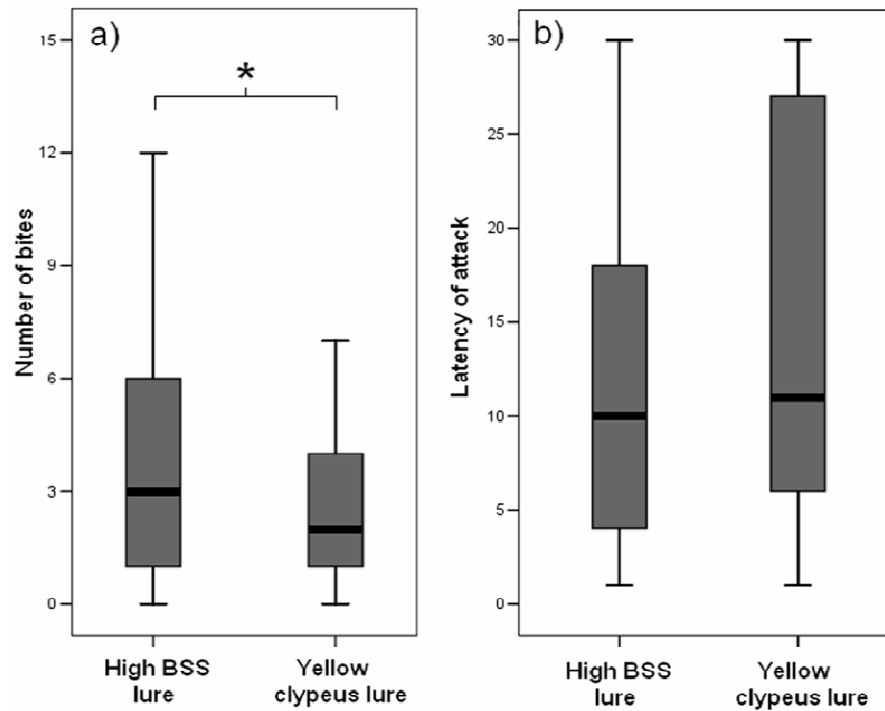 a)
*
15
12
9
6
3
0
Number of bites
High BSS
lure
Yellow
clypeus lure
b)
30
25
20
15
10
5
0
Latency of attack
High BSS
lure
Yellow
clypeus lure